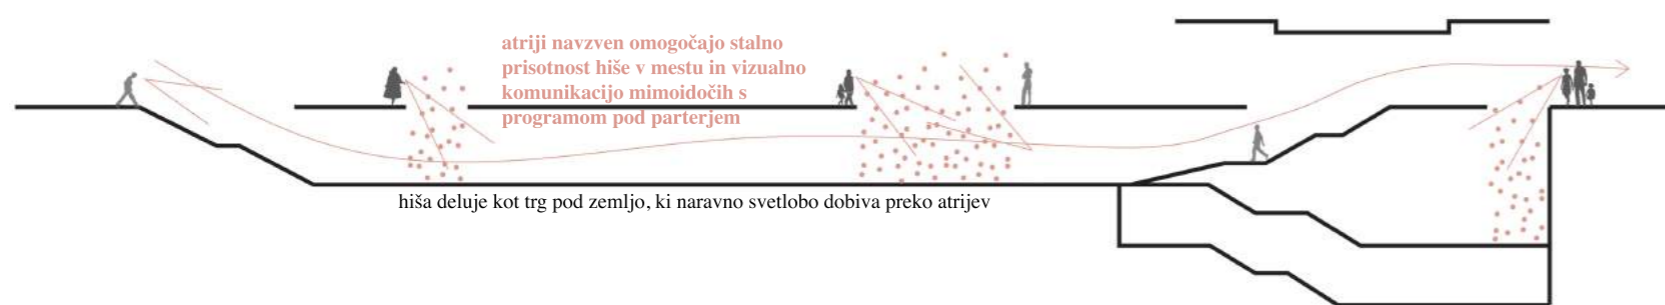 atriji navzven omogočajo stalno
prisotnost hiše v mestu in vizualno
komunikacijo mimoidočih s
programom pod parterjem
hiša deluje kot trg pod zemljo, ki naravno svetlobo dobiva preko atrijev